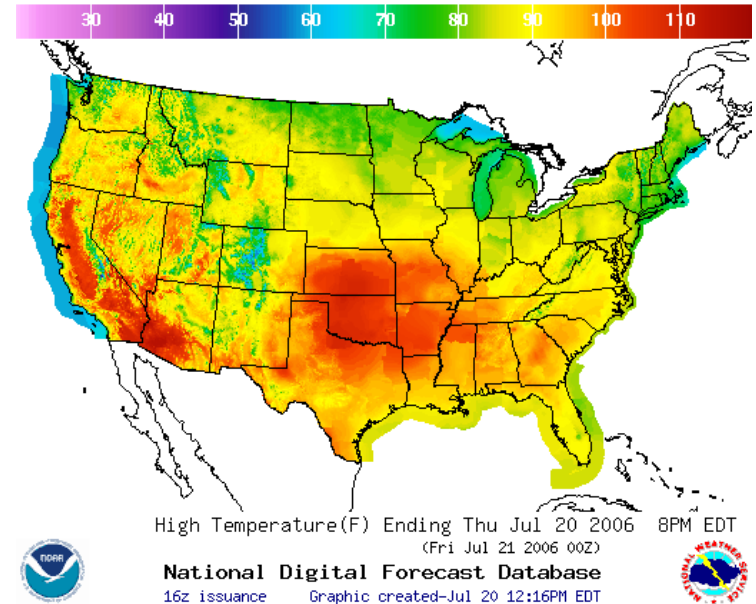 30 40 50 60 70 80 90 100 110
High Temperature(F) Ending Thu Jul 20 2006 8PM EDT
(Fri Jul 21 2006 00Z)
National Digital Forecast Database
16z issuance Graphic created-Jul 20 12:16PM EDT
NOAA
NATIONAL WEATHER SERVICE